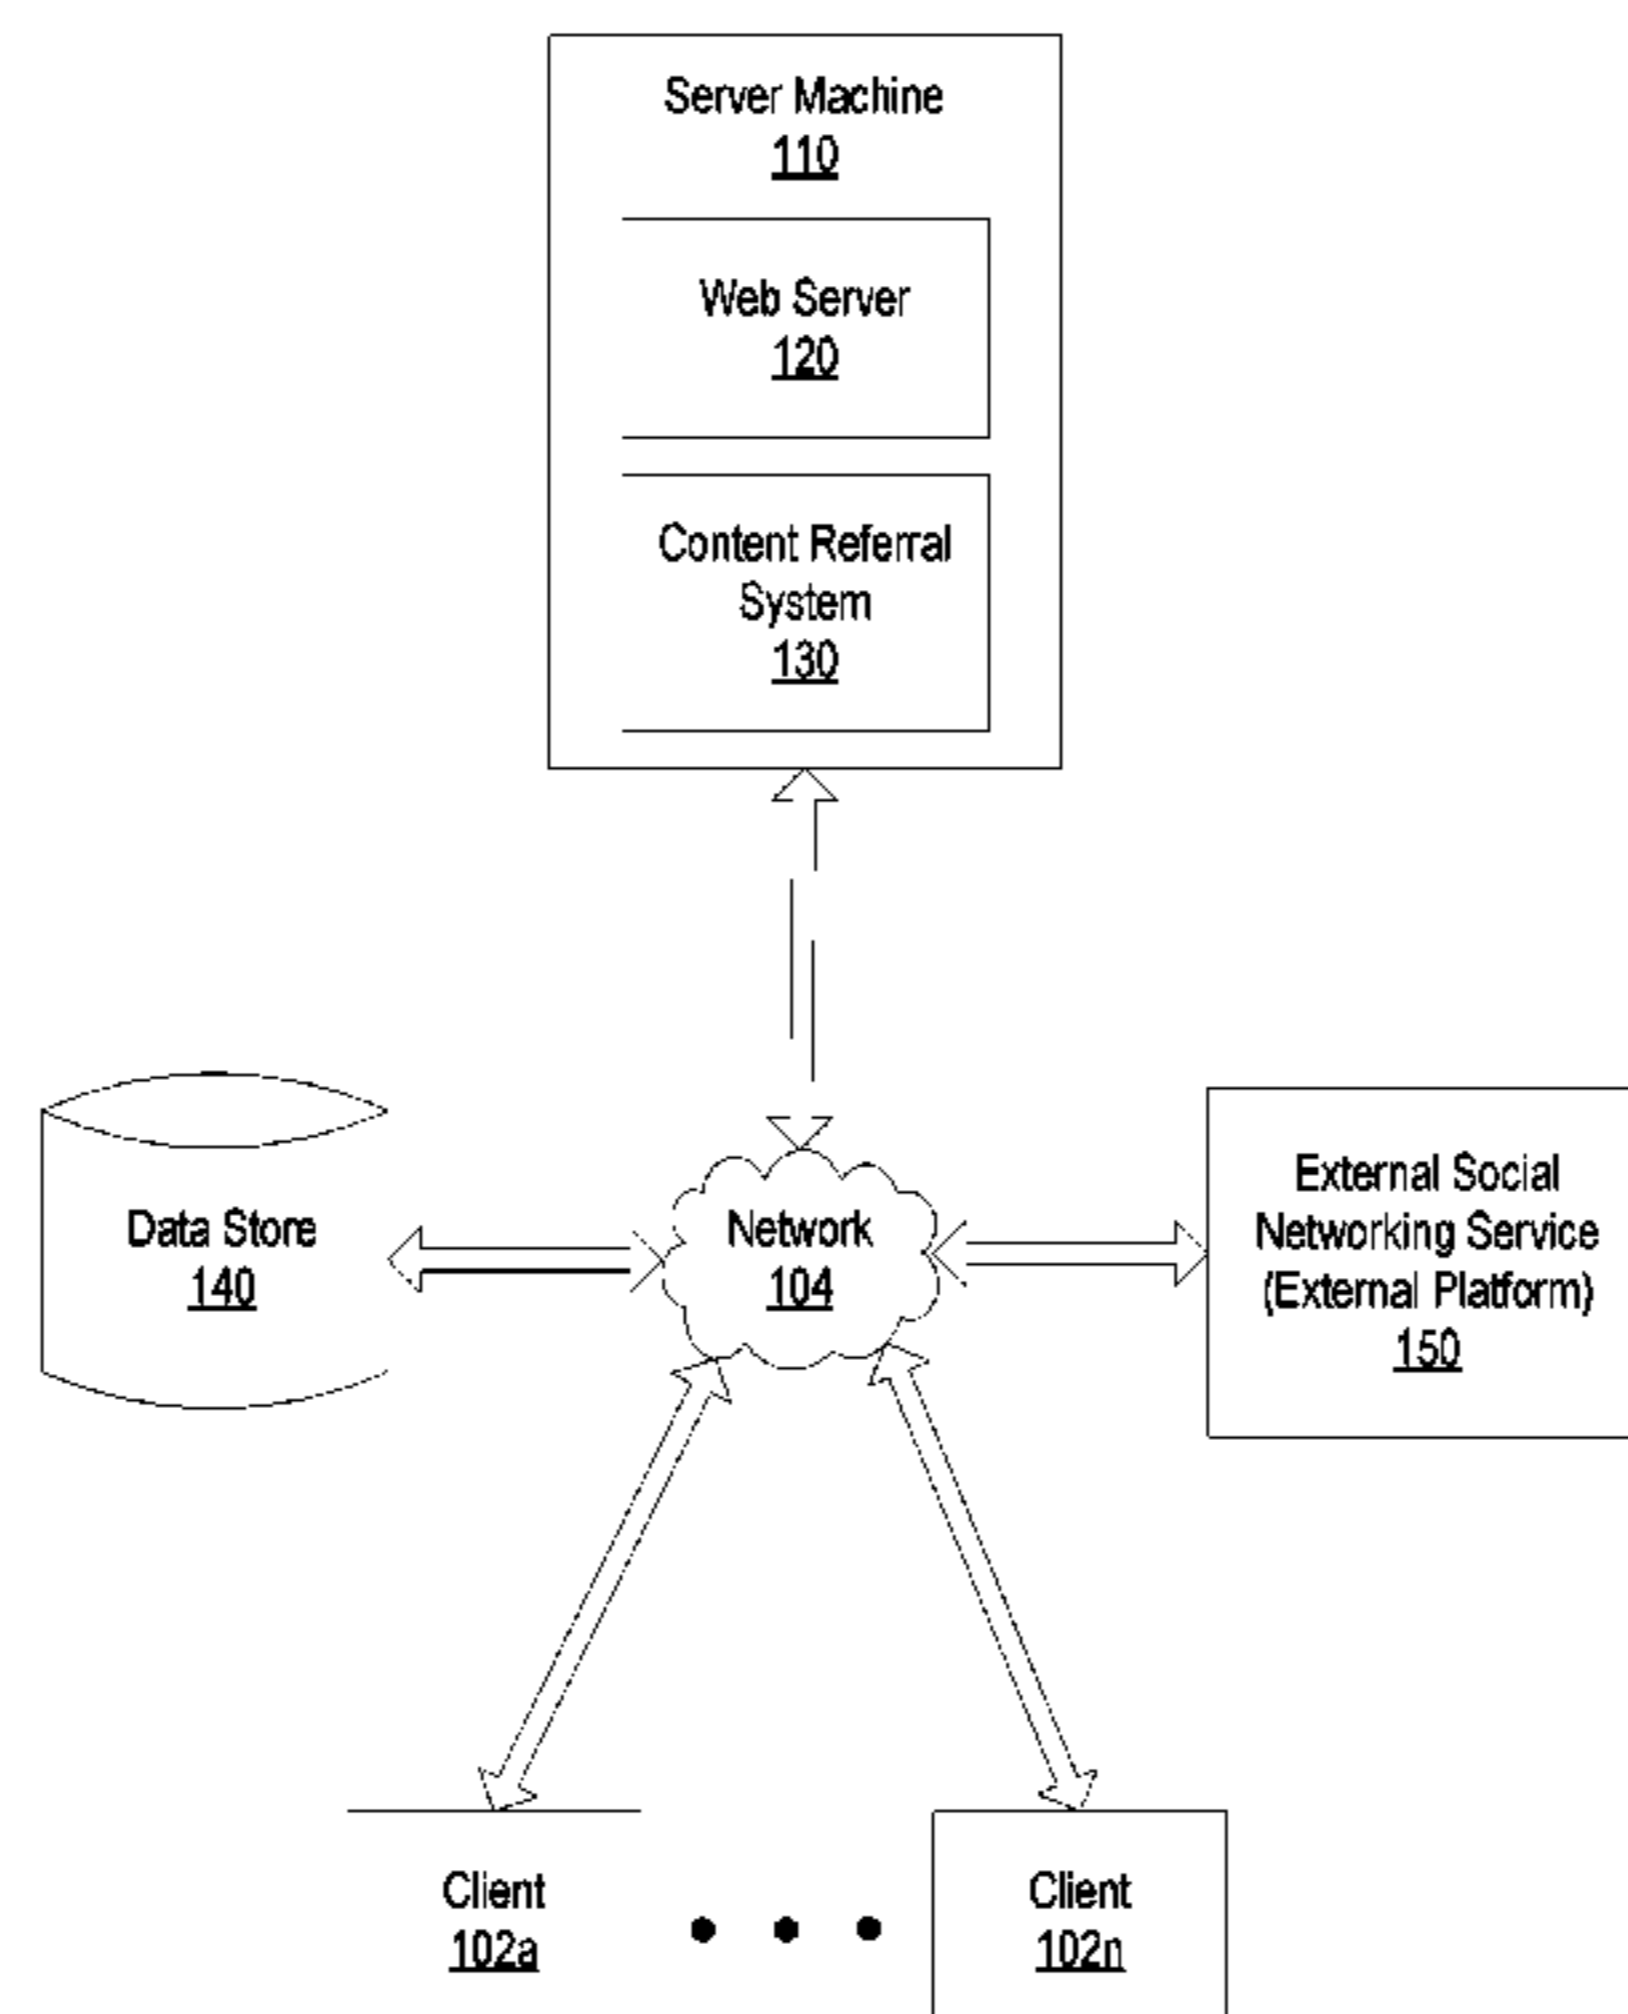 Server Machine
110
Web Server
120
Content Referral
System
130
Data Store
140
Network
104
External Social
Networking Service
(External Platform)
150
Client
102a
Client
102n